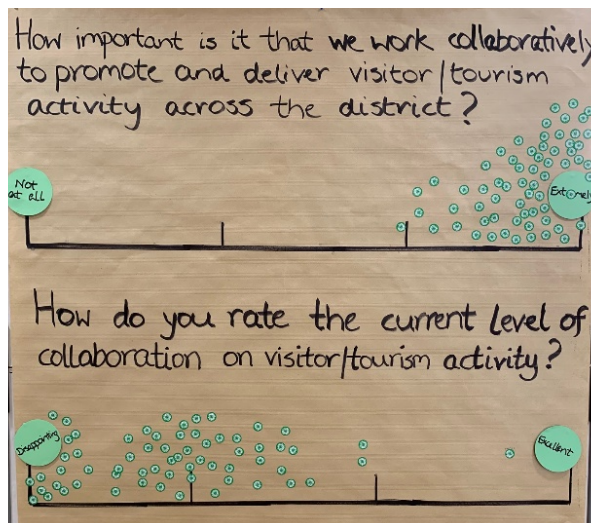 How important is it that we work collaboratively
to promote and deliver visitor/tourism
activity across the district?
Not
at all
Extremely
How do you rate the current level of
collaboration on visitor/tourism activity?
Disappointing
Excellent